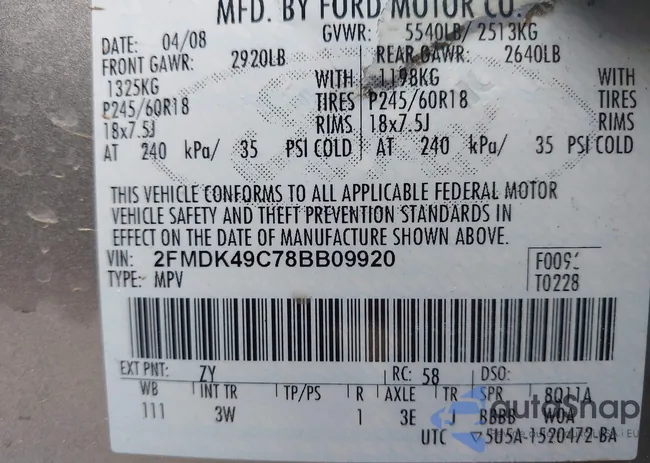 MFD. BY FORD MOTOR CO.
DATE: 04/08 GVWR: 5540LB/ 2513KG
FRONT GAWR: 2920LB REAR GAWR: 2640LB
1325KG WITH 1198KG WITH
P245/60R18 TIRES P245/60R18 TIRES
18x7.5J RIMS 18x7.5J RIMS
AT 240 kPa/ 35 PSI COLD AT 240 kPa/ 35 PSI COLD
THIS VEHICLE CONFORMS TO ALL APPLICABLE FEDERAL MOTOR
VEHICLE SAFETY AND THEFT PREVENTION STANDARDS IN
EFFECT ON THE DATE OF MANUFACTURE SHOWN ABOVE.
VIN: 2FMDK49C78BB09920 F0092
TYPE: MPV T0228
EXT PNT: ZY RC: 58 DSO:
WB INT TR TP/PS R AXLE TR SPR 8Q11A
111 3W 1 3E J BBBB W0A
UTC ▽5U5A-1520472-BA
autoShap